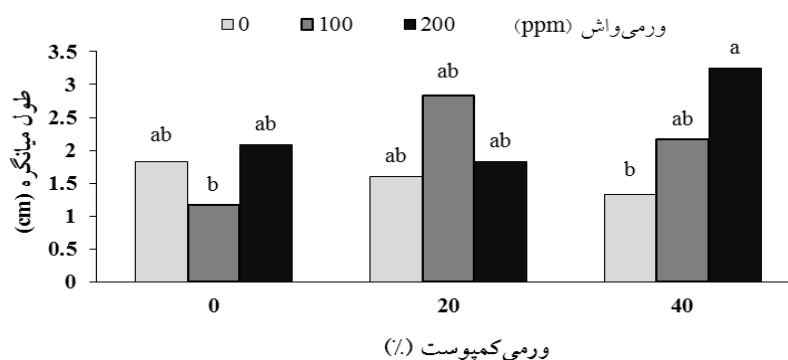 0 100 200 ورمی‌واش (ppm)
طول میانگره (cm)
3.5
3
2.5
2
1.5
1
0.5
0
ab b ab
ab ab ab
b ab a
0 20 40
ورمی‌کمپوست (٪)